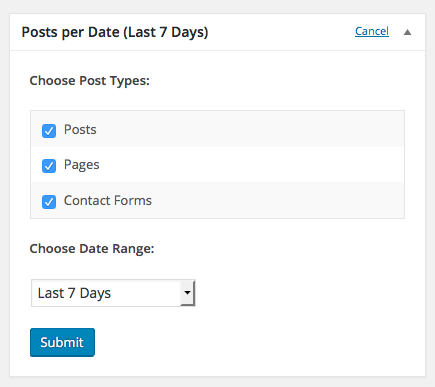 Posts per Date (Last 7 Days) Cancel
Choose Post Types:
Posts
Pages
Contact Forms
Choose Date Range:
Last 7 Days
Submit